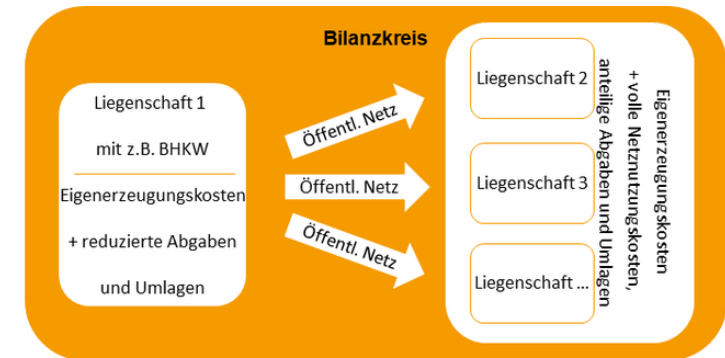 Bilanzkreis
Liegenschaft 1
mit z.B. BHKW
Eigenerzeugungskosten
+ reduzierte Abgaben
und Umlagen
Öffentl. Netz
Öffentl. Netz
Öffentl. Netz
Liegenschaft 2
Liegenschaft 3
Liegenschaft ...
Eigenerzeugungskosten
+ volle Netznutzungskosten,
anteilige Abgaben und Umlagen